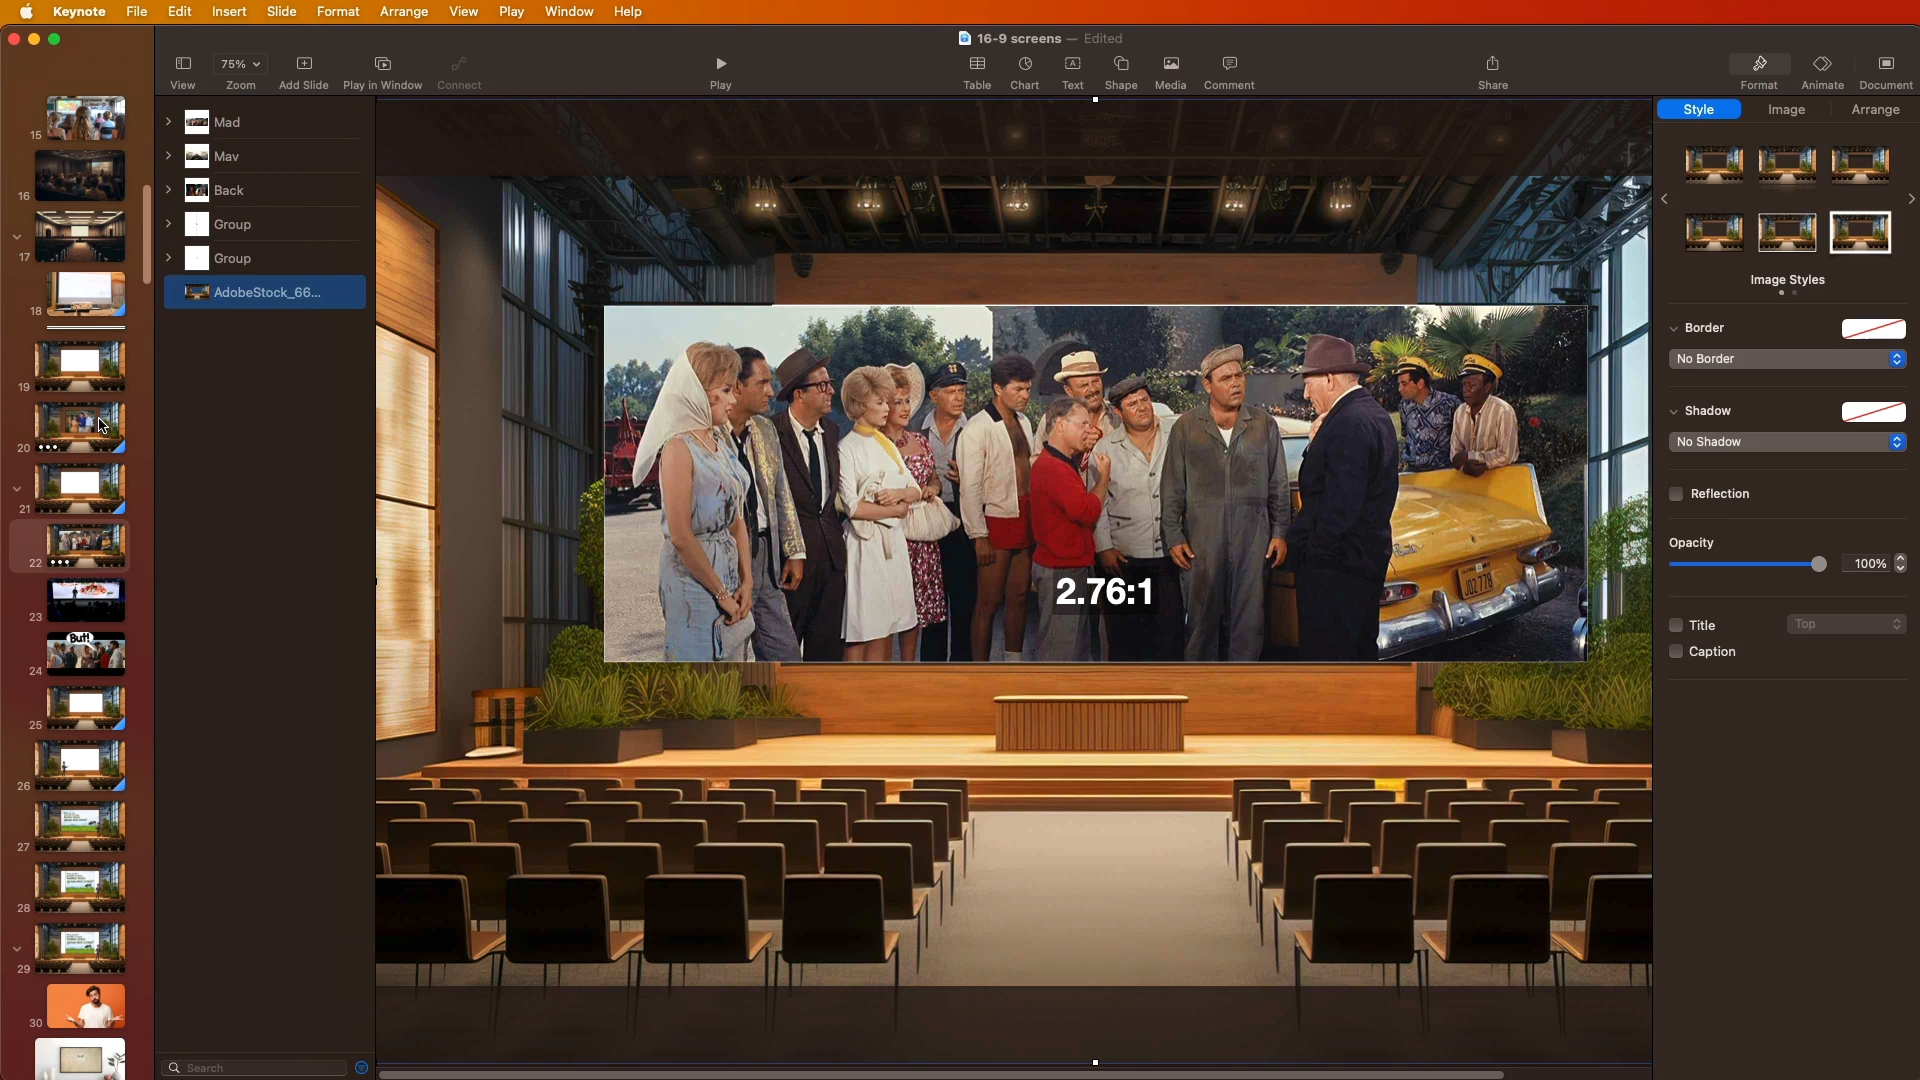 Keynote File Edit Insert Slide Format Arrange View Play Window Help
16-9 screens — Edited
75%
View Zoom Add Slide Play in Window Connect Play Table Chart Text Shape Media Comment Share Format Animate Document
Style Image Arrange
Image Styles
Border
No Border
Shadow
No Shadow
Reflection
Opacity
100%
Title Top
Caption
Mad
Mav
Back
Group
Group
AdobeStock_66...
Search
15
16
17
18
19
20
21
22
23
But!
24
25
26
27
28
29
30
2.76:1